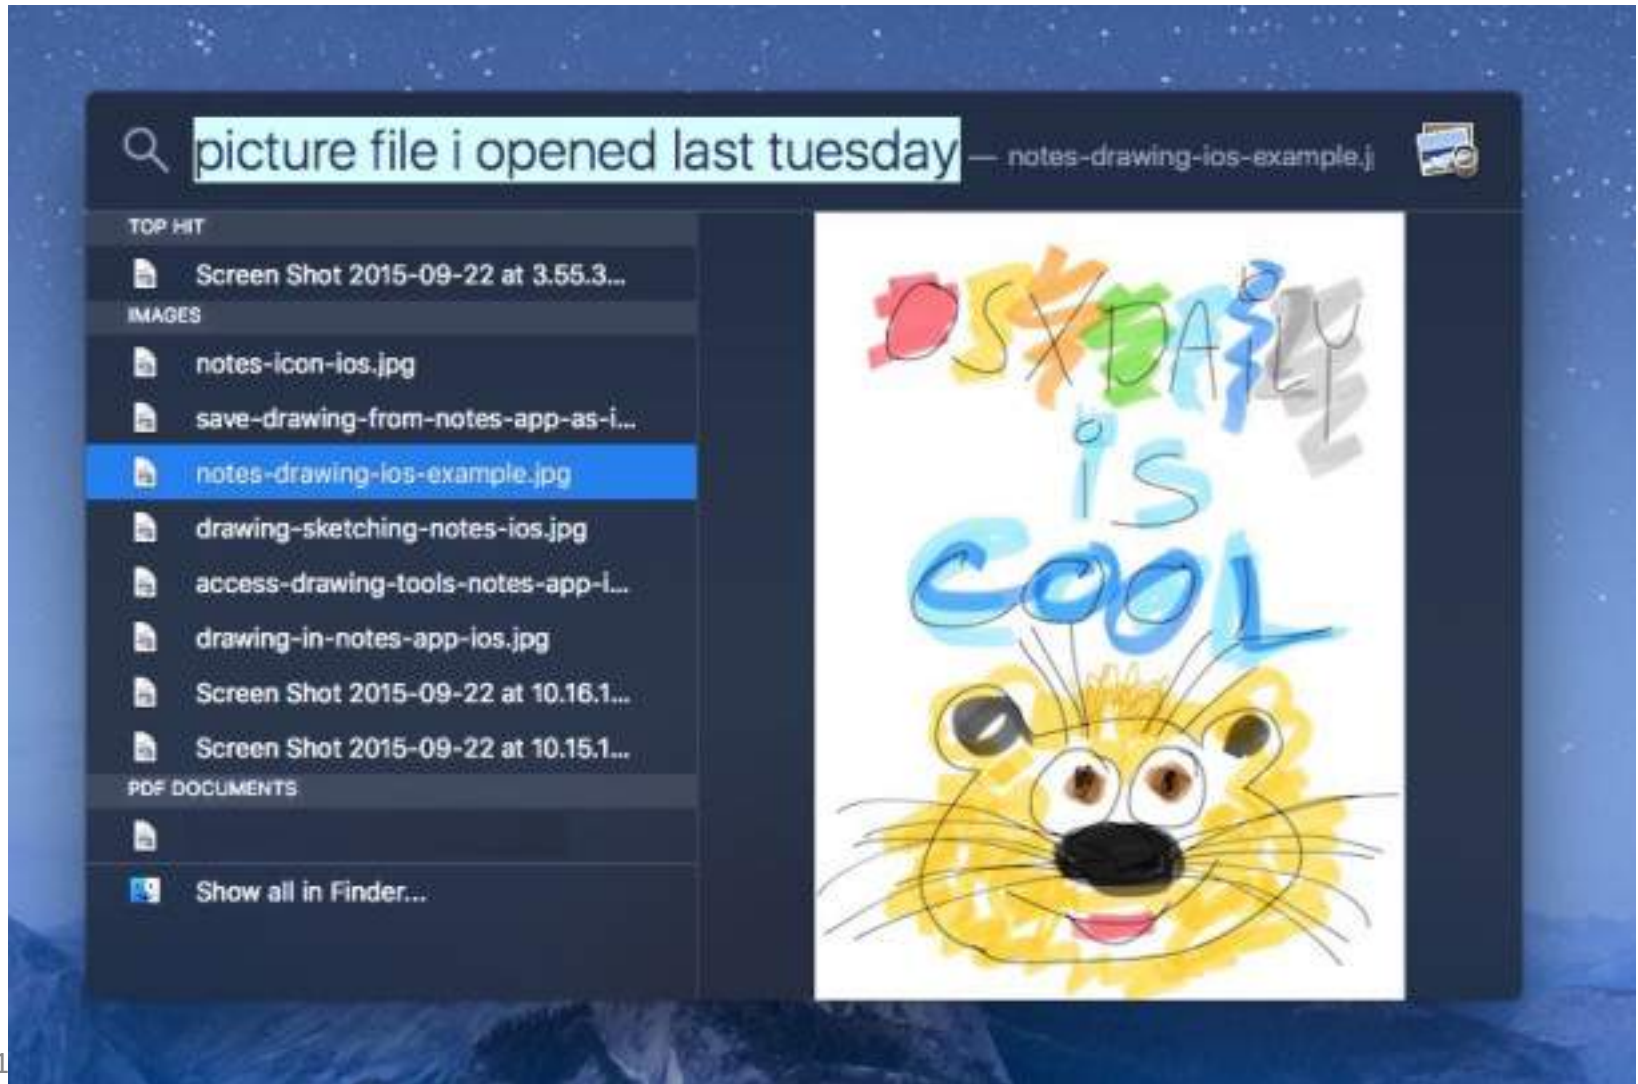 picture file i opened last tuesday — notes-drawing-ios-example.j
TOP HIT
Screen Shot 2015-09-22 at 3.55.3...
IMAGES
notes-icon-ios.jpg
save-drawing-from-notes-app-as-i...
notes-drawing-ios-example.jpg
drawing-sketching-notes-ios.jpg
access-drawing-tools-notes-app-i...
drawing-in-notes-app-ios.jpg
Screen Shot 2015-09-22 at 10.16.1...
Screen Shot 2015-09-22 at 10.15.1...
PDF DOCUMENTS
Show all in Finder...
OSXDAiLY
is
COOL
1